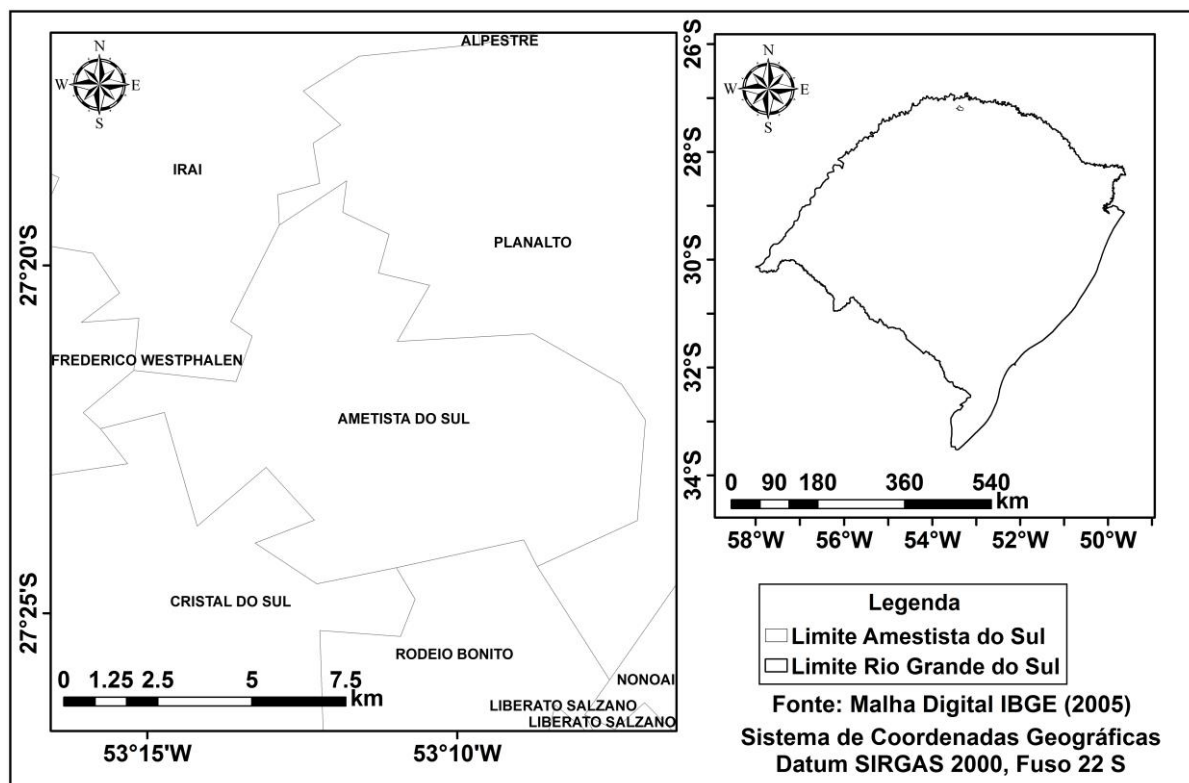 ALPESTRE
N
W E
S
IRAI
PLANALTO
27°20'S
FREDERICO WESTPHALEN
AMETISTA DO SUL
27°25'S
CRISTAL DO SUL
RODEIO BONITO
NONOAI
LIBERATO SALZANO
LIBERATO SALZANO
0 1.25 2.5 5 7.5
km
53°15'W 53°10'W
N
W E
S
26°S
28°S
30°S
32°S
34°S
0 90 180 360 540
km
58°W 56°W 54°W 52°W 50°W
Legenda
Limite Amestista do Sul
Limite Rio Grande do Sul
Fonte: Malha Digital IBGE (2005)
Sistema de Coordenadas Geográficas
Datum SIRGAS 2000, Fuso 22 S